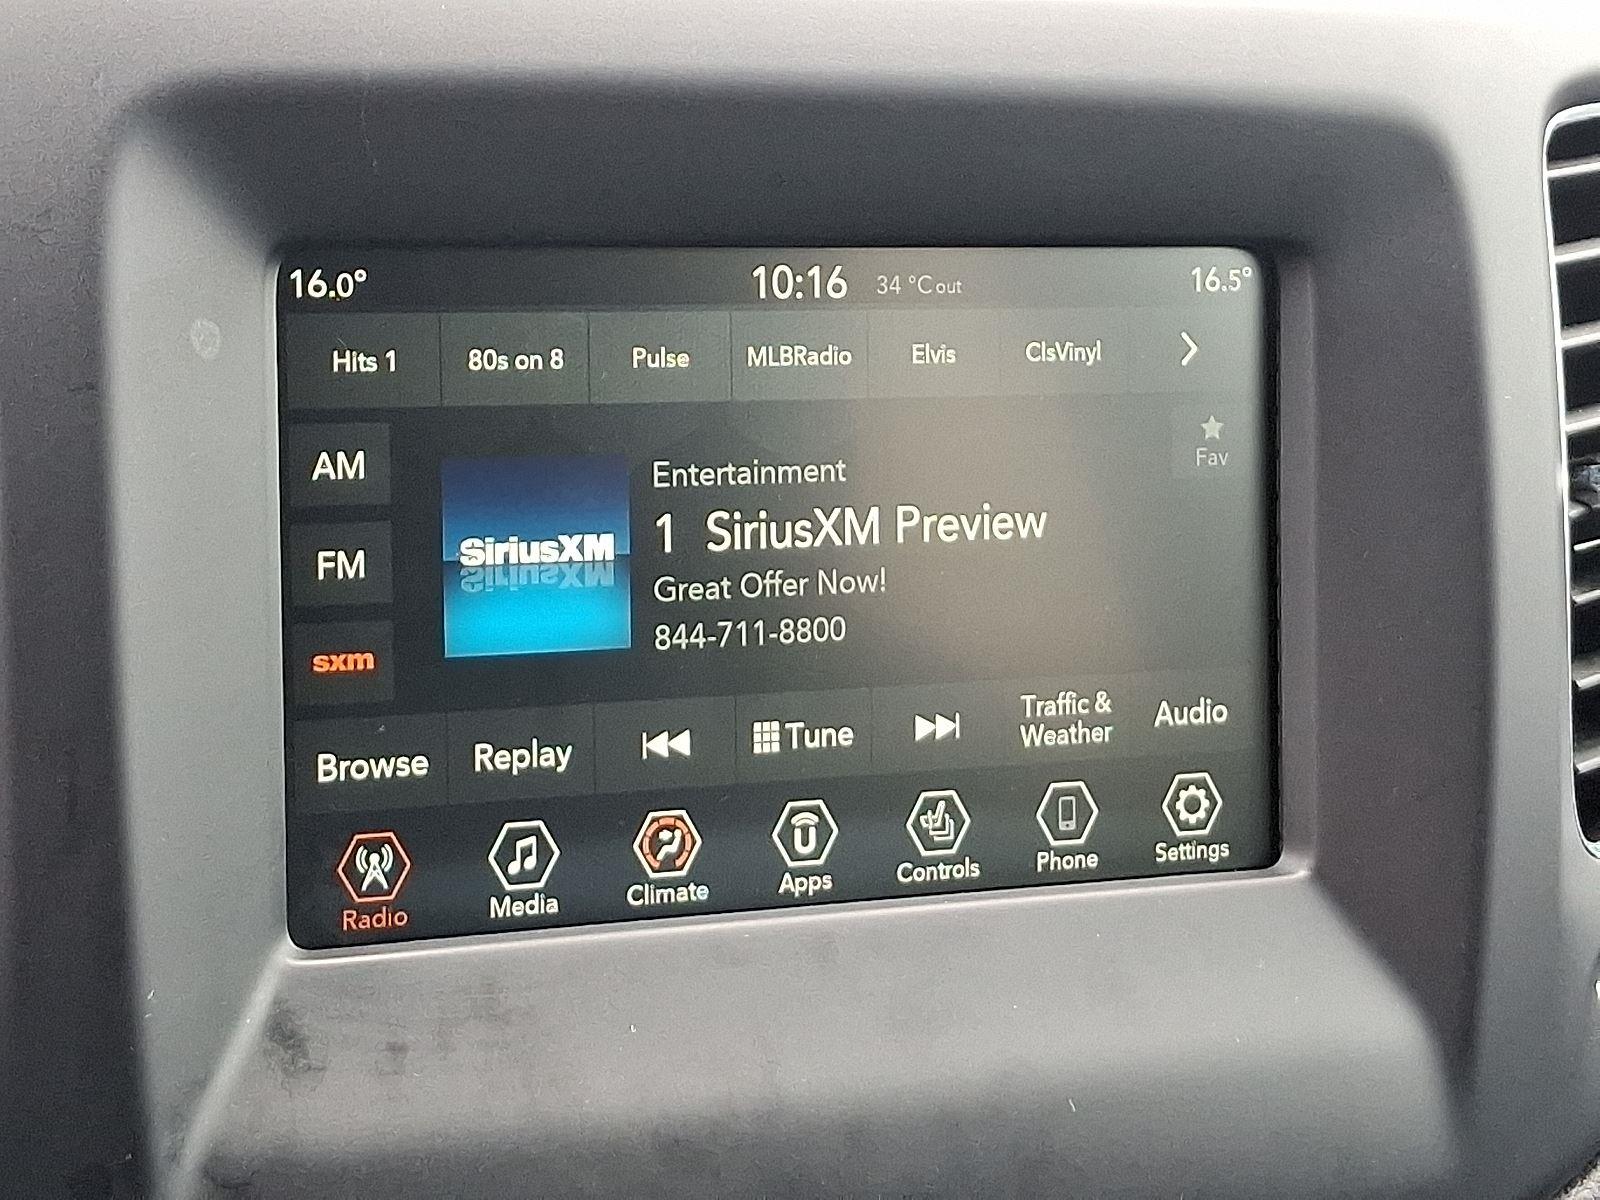 16.0° 10:16 34 °C out 16.5°
Hits 1 80s on 8 Pulse MLBRadio Elvis ClsVinyl
AM
FM
sxm
SiriusXM
Entertainment
1 SiriusXM Preview
Great Offer Now!
844-711-8800
Fav
Browse Replay Tune Traffic &
Weather Audio
Radio Media Climate Apps Controls Phone Settings